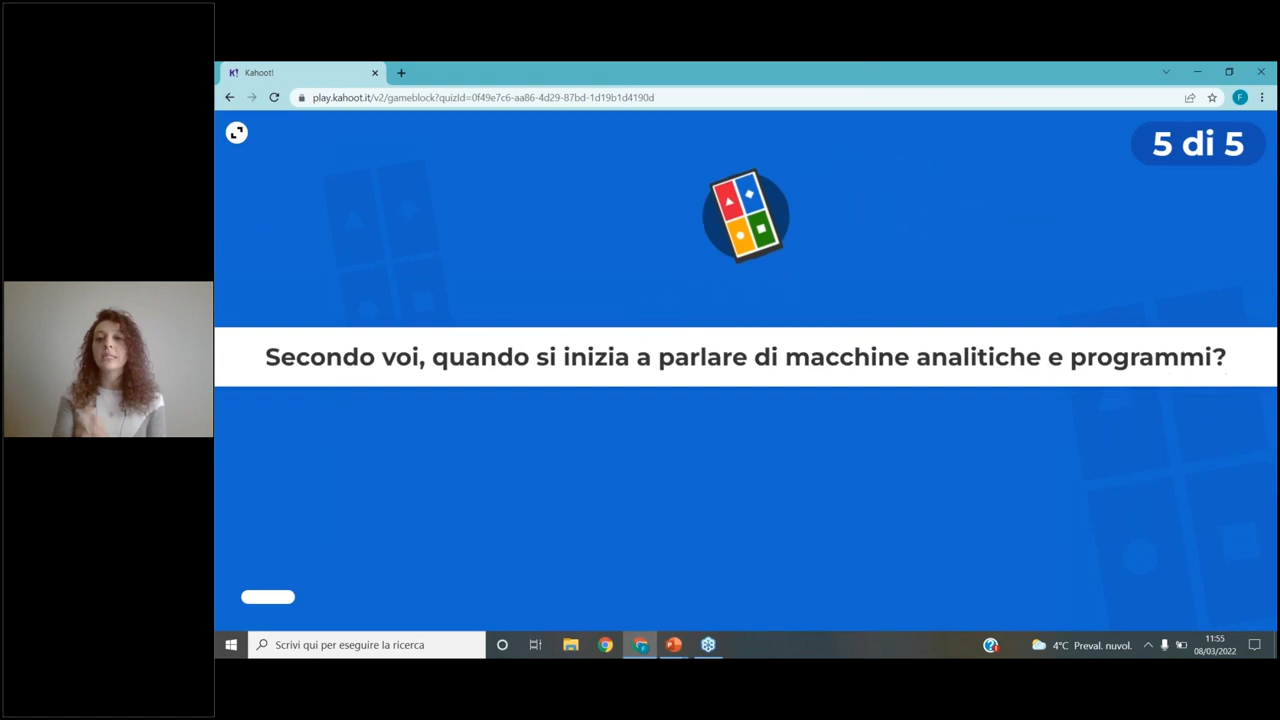 K! Kahoot!
play.kahoot.it/v2/gameblock?quizId=0f49e7c6-aa86-4d29-87bd-1d19b1d4190d
F
5 di 5
Secondo voi, quando si inizia a parlare di macchine analitiche e programmi?
Scrivi qui per eseguire la ricerca
4°C Preval. nuvol.
11:55
08/03/2022